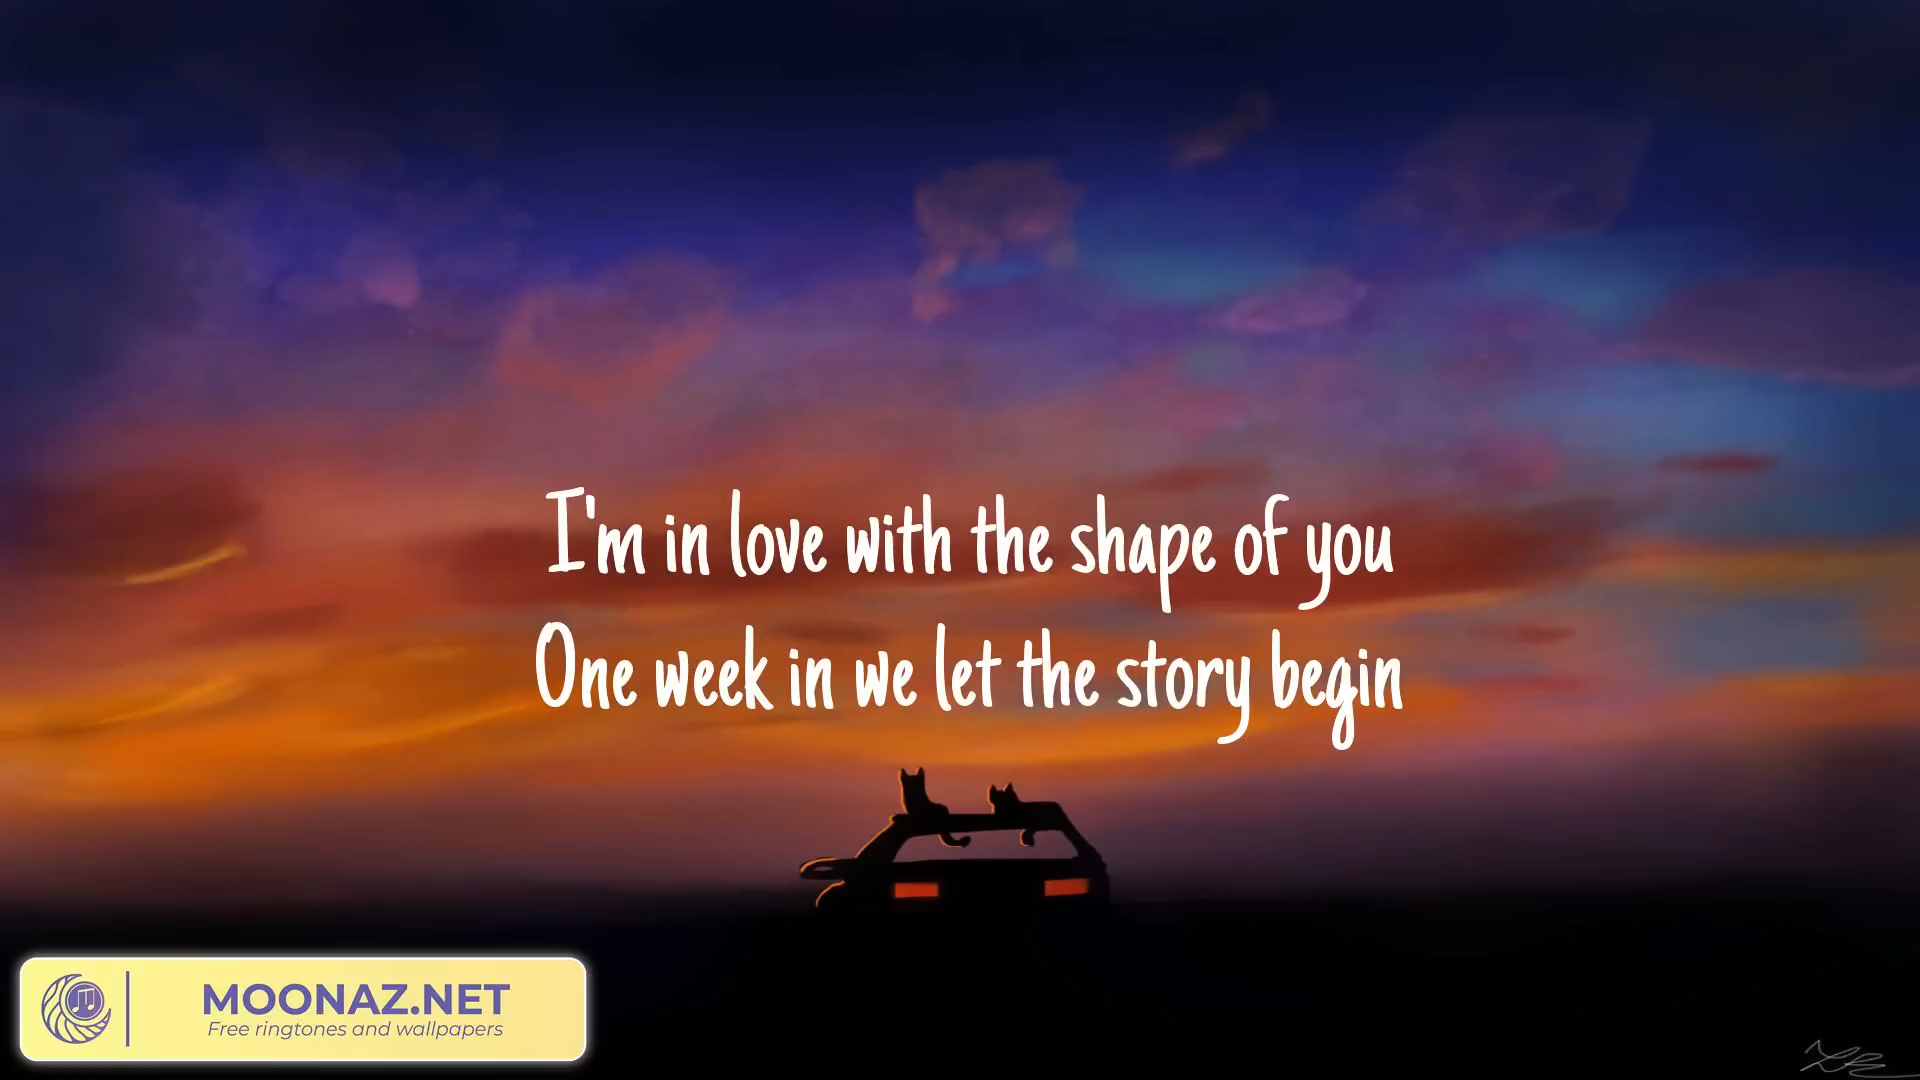 I'm in love with the shape of you
One week in we let the story begin
MOONAZ.NET
Free ringtones and wallpapers